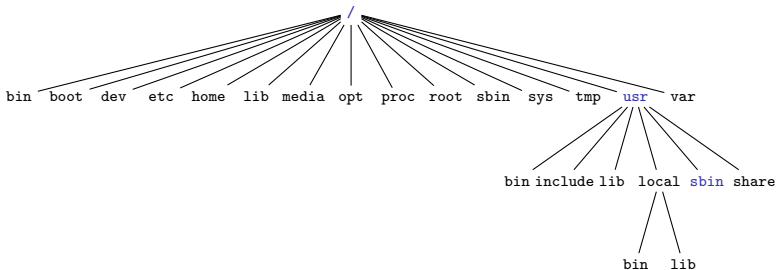 /
bin boot dev etc home lib media opt proc root sbin sys tmp usr var
bin include lib local sbin share
bin lib